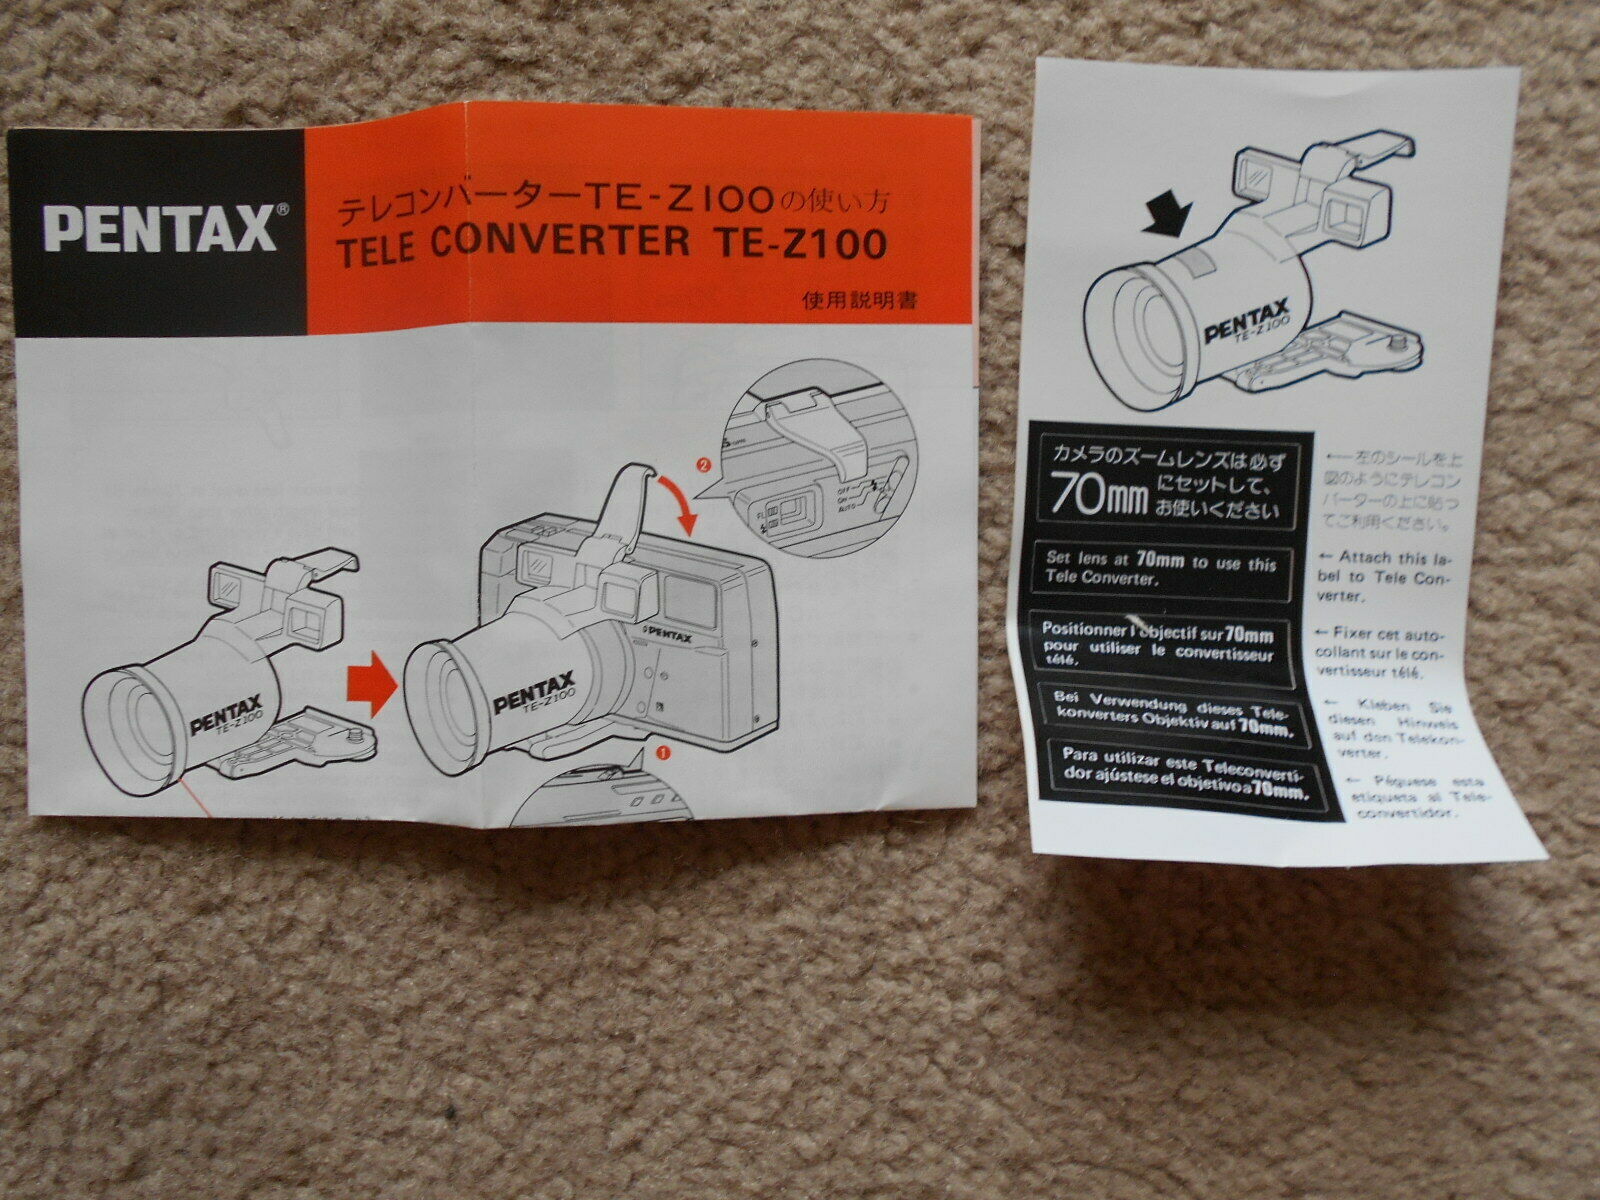 PENTAX®
テレコンバーターTE-Z100の使い方
TELE CONVERTER TE-Z100
使用説明書
PENTAX
TE-Z100
PENTAX
PENTAX
TE-Z100
2
1
OFF
ON
AUTO
PENTAX
TE-Z100
カメラのズームレンズは必ず
70mm にセットして、
お使いください
Set lens at 70mm to use this
Tele Converter.
Positionner l'objectif sur 70mm
pour utiliser le convertisseur
télé.
Bei Verwendung dieses Tele-
konverters Objektiv auf 70mm.
Para utilizar este Teleconverti-
dor ajústese el objetivo a 70mm.
←左のシールを上
図のようにテレコン
バーターの上に貼っ
てご利用ください。
← Attach this la-
bel to Tele Con-
verter.
← Fixer cet auto-
collant sur le con-
vertisseur télé.
← Kleben Sie
diesen Hinweis
auf den Telekon-
verter.
← Péguese esta
etiqueta al Tele-
convertidor.